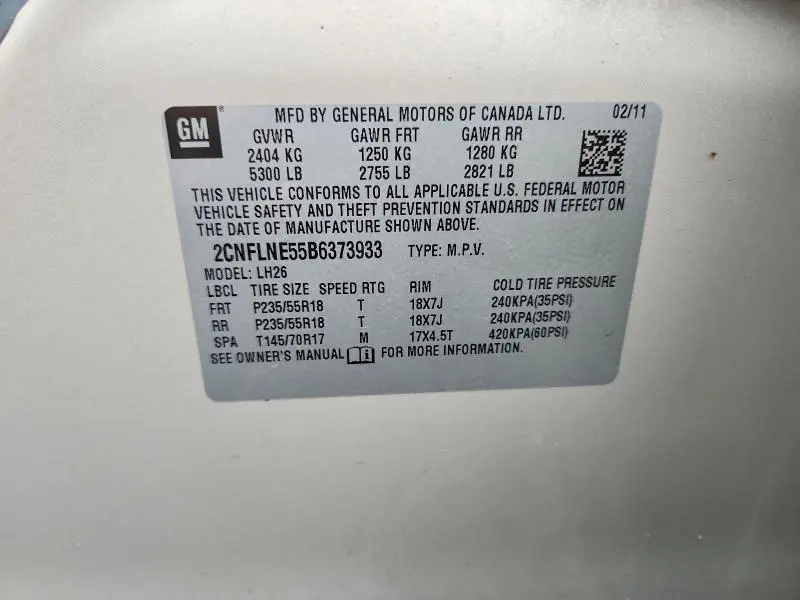 GM ® MFD BY GENERAL MOTORS OF CANADA LTD. 02/11
GVWR GAWR FRT GAWR RR
2404 KG 1250 KG 1280 KG
5300 LB 2755 LB 2821 LB
THIS VEHICLE CONFORMS TO ALL APPLICABLE U.S. FEDERAL MOTOR
VEHICLE SAFETY AND THEFT PREVENTION STANDARDS IN EFFECT ON
THE DATE OF MANUFACTURE SHOWN ABOVE.
2CNFLNE55B6373933 TYPE: M.P.V.
MODEL: LH26
LBCL TIRE SIZE SPEED RTG RIM COLD TIRE PRESSURE
FRT P235/55R18 T 18X7J 240KPA(35PSI)
RR P235/55R18 T 18X7J 240KPA(35PSI)
SPA T145/70R17 M 17X4.5T 420KPA(60PSI)
SEE OWNER'S MANUAL i FOR MORE INFORMATION.